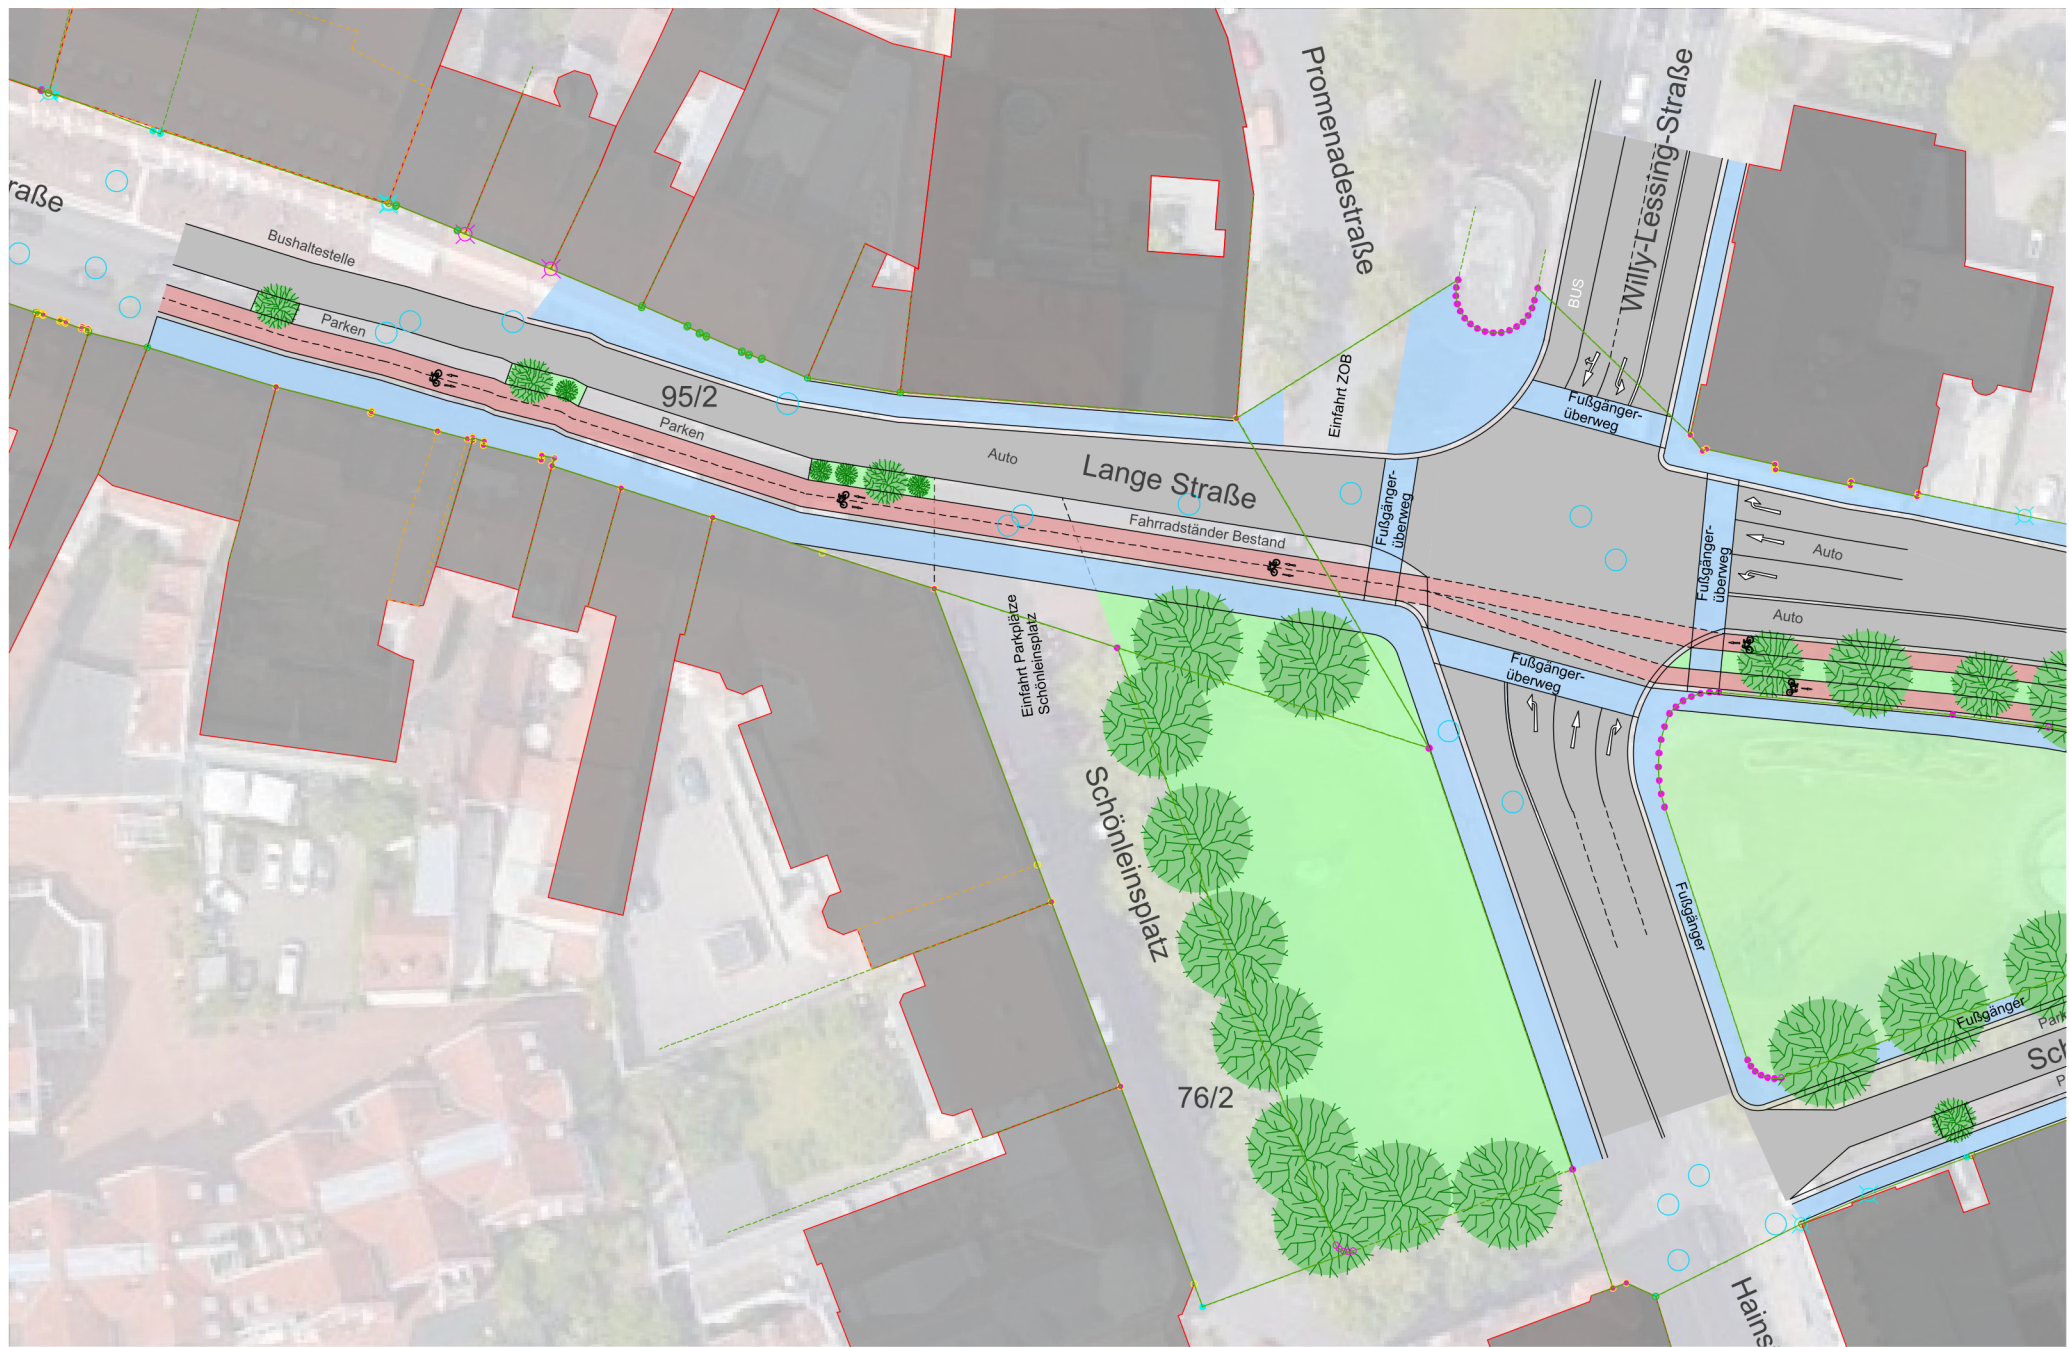 Promenadestraße
Willy-Lessing-Straße
raße
Bushaltestelle
BUS
Parken
95/2
Parken
Einfahrt ZOB
Fußgänger-
überweg
Auto
Lange Straße
Fahrradständer Bestand
Fußgänger-
überweg
Fußgänger-
überweg
Auto
Auto
Einfahrt Parkplätze
Schönleinsplatz
Fußgänger-
überweg
Schönleinsplatz
Fußgänger
Fußgänger
Park
Sch
P
76/2
Hains